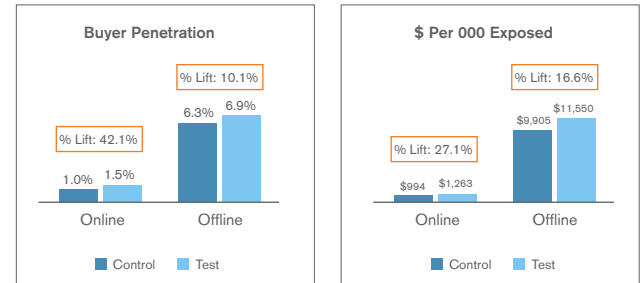 Buyer Penetration
% Lift: 10.1%
6.3% 6.9%
% Lift: 42.1%
1.0% 1.5%
Online Offline
Control Test
$ Per 000 Exposed
% Lift: 16.6%
$9,905 $11,550
% Lift: 27.1%
$994 $1,263
Online Offline
Control Test